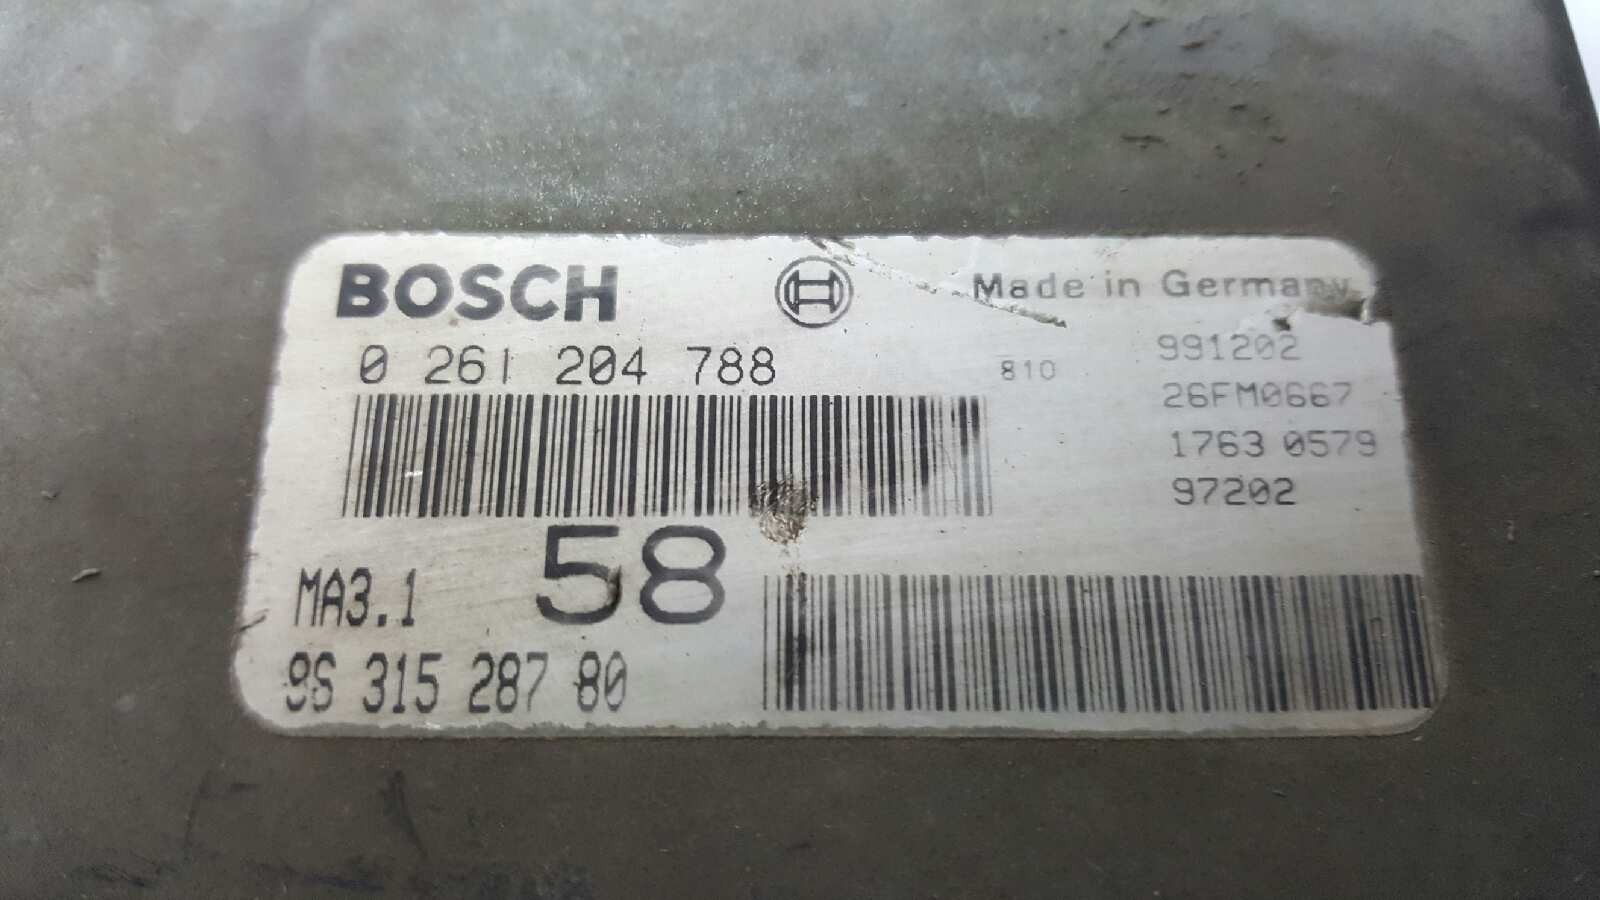 BOSCH
Made in Germany
0 261 204 788
810
991202
26FM0667
1763 0579
97202
MA3.1
58
96 315 287 80